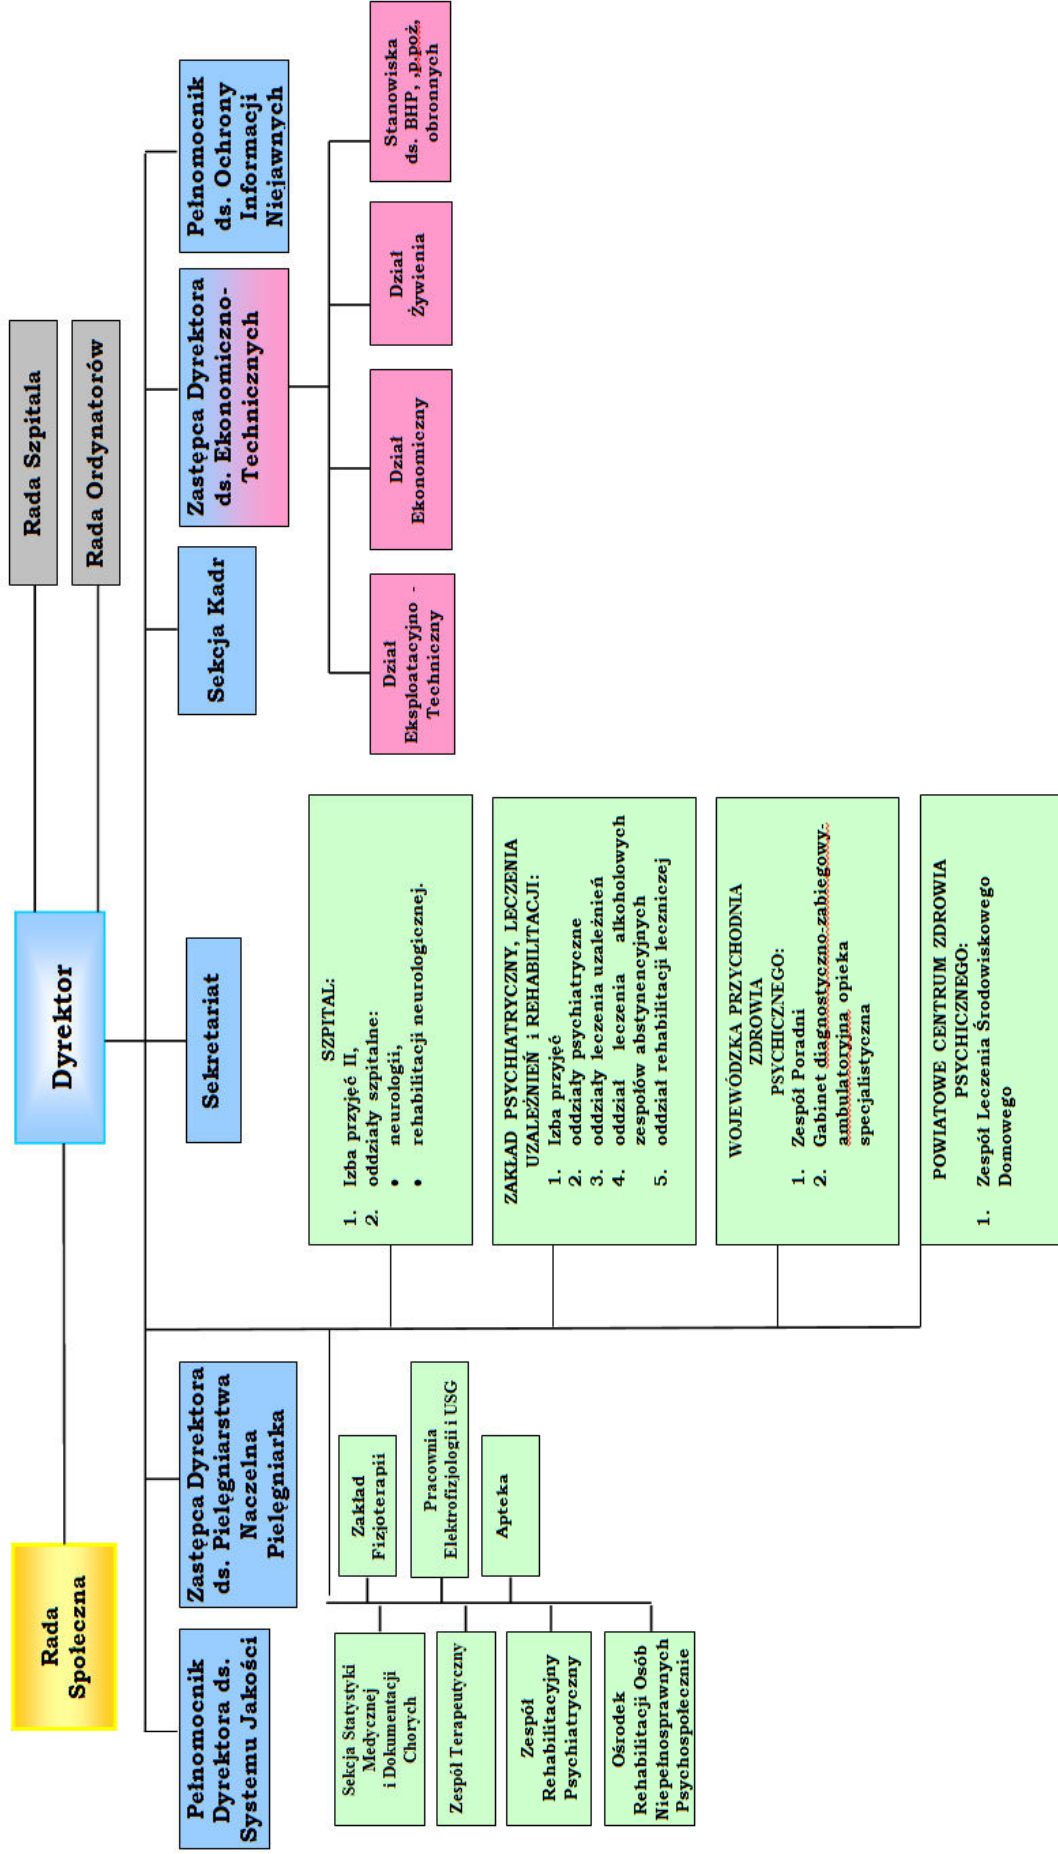 Rada
Społeczna
Dyrektor
Rada Szpitala
Rada Ordynatorów
Pełnomocnik
Dyrektora ds.
Systemu Jakości
Zastępca Dyrektora
ds. Pielęgniarstwa
Naczelna
Pielęgniarka
Sekretariat
Sekcja Kadr
Zastępca Dyrektora
ds. Ekonomiczno-
Technicznych
Pełnomocnik
ds. Ochrony
Informacji
Niejawnych
Sekcja Statystyki
Medycznej
i Dokumentacji
Chorych
Zespół Terapeutyczny
Zespół
Rehabilitacyjny
Psychiatryczny
Ośrodek
Rehabilitacji Osób
Niepełnosprawnych
Psychospołecznie
Zakład
Fizjoterapii
Pracownia
Elektrofizjologii i USG
Apteka
SZPITAL:
1. Izba przyjęć II,
2. oddziały szpitalne:
• neurologii,
• rehabilitacji neurologicznej.
ZAKŁAD PSYCHIATRYCZNY, LECZENIA
UZALEŻNIEŃ i REHABILITACJI:
1. Izba przyjęć
2. oddziały psychiatryczne
3. oddziały leczenia uzależnień
4. oddział leczenia alkoholowych
zespołów abstynencyjnych
5. oddział rehabilitacji leczniczej
WOJEWÓDZKA PRZYCHODNIA
ZDROWIA
PSYCHICZNEGO:
1. Zespół Poradni
2. Gabinet diagnostyczno-zabiegowy-
ambulatoryjna opieka
specjalistyczna
POWIATOWE CENTRUM ZDROWIA
PSYCHICZNEGO:
1. Zespół Leczenia Środowiskowego
Domowego
Dział
Eksploatacyjno -
Techniczny
Dział
Ekonomiczny
Dział
Żywienia
Stanowiska
ds. BHP, ,p.poż,
obronnych